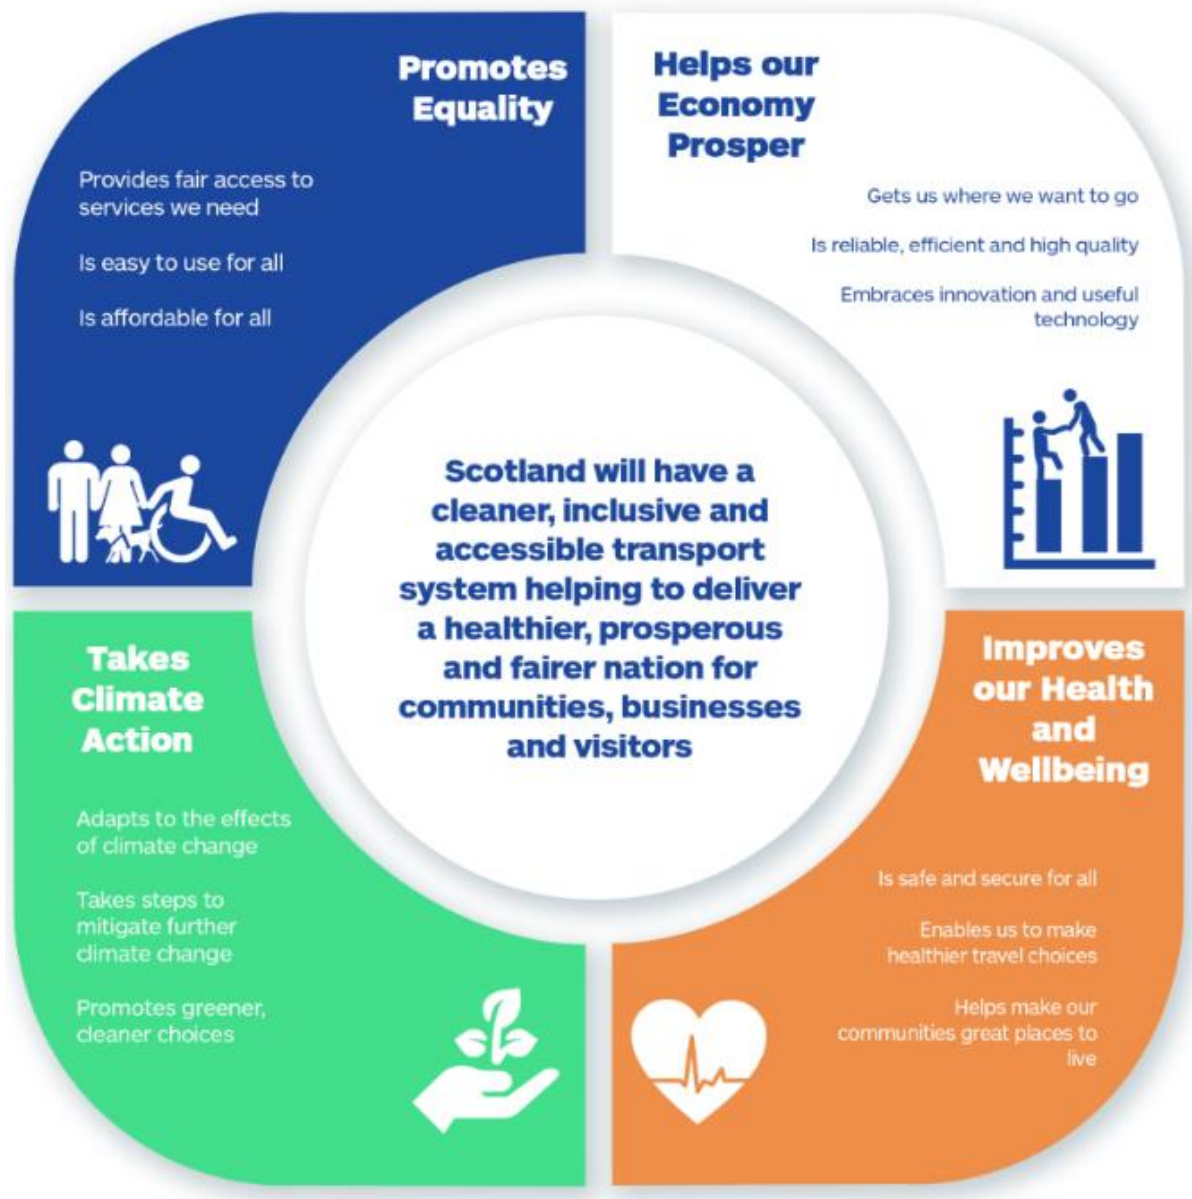 Promotes
Equality
Provides fair access to
services we need
Is easy to use for all
Is affordable for all
Helps our
Economy
Prosper
Gets us where we want to go
Is reliable, efficient and high quality
Embraces innovation and useful
technology
Scotland will have a
cleaner, inclusive and
accessible transport
system helping to deliver
a healthier, prosperous
and fairer nation for
communities, businesses
and visitors
Takes
Climate
Action
Adapts to the effects
of climate change
Takes steps to
mitigate further
climate change
Promotes greener,
cleaner choices
Improves
our Health
and
Wellbeing
Is safe and secure for all
Enables us to make
healthier travel choices
Helps make our
communities great places to
live